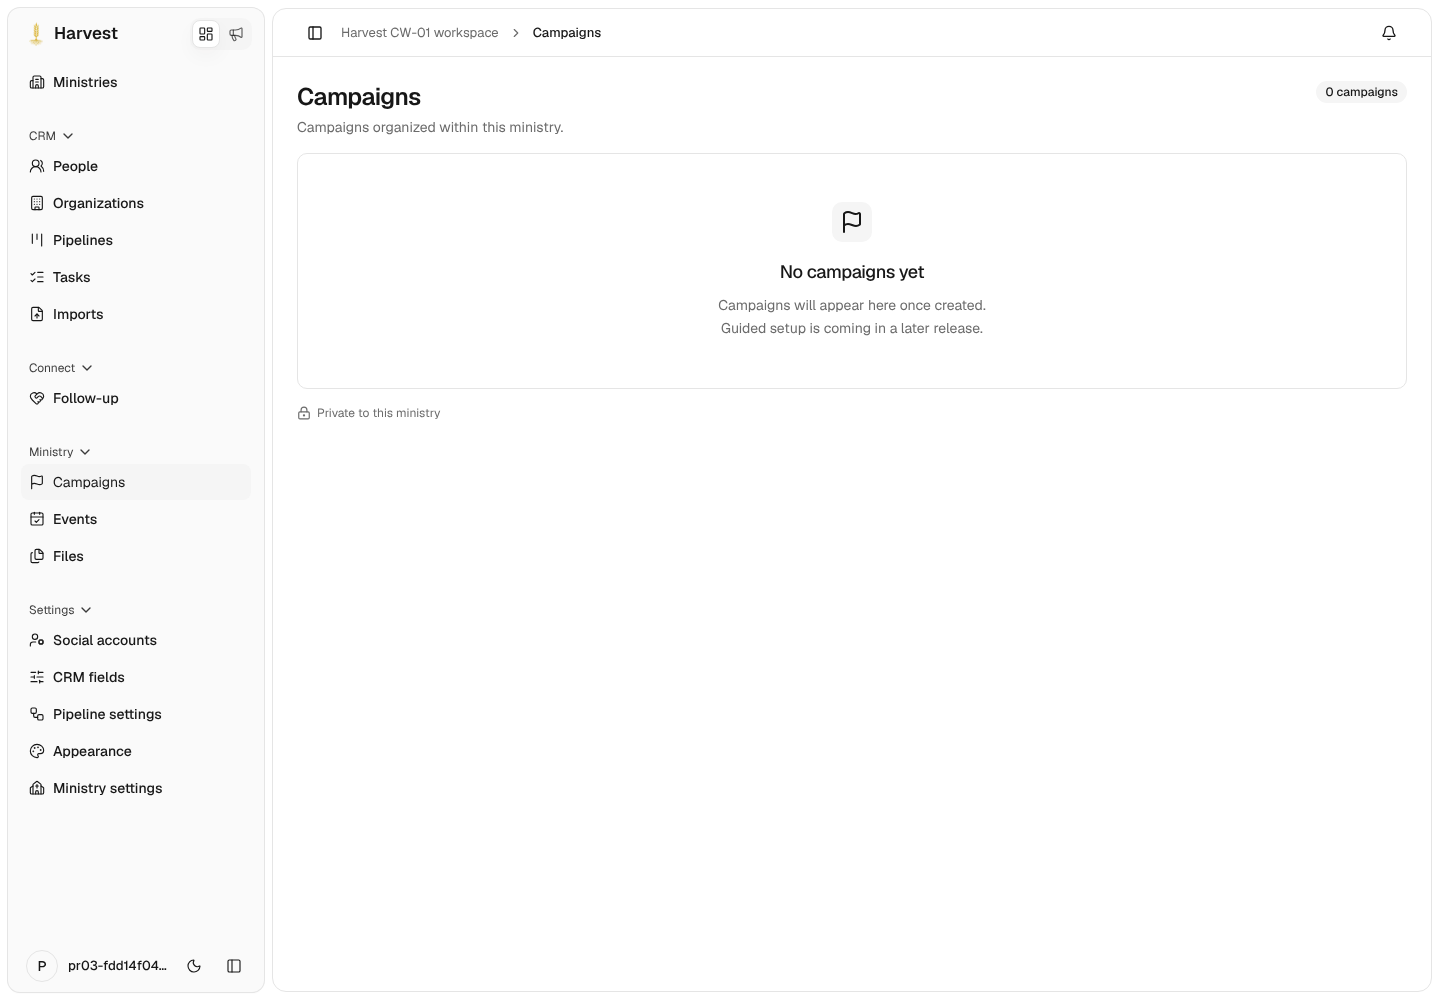 Harvest
Ministries
CRM
People
Organizations
Pipelines
Tasks
Imports
Connect
Follow-up
Ministry
Campaigns
Events
Files
Settings
Social accounts
CRM fields
Pipeline settings
Appearance
Ministry settings
P pr03-fdd14f04…
Harvest CW-01 workspace > Campaigns
Campaigns
0 campaigns
Campaigns organized within this ministry.
No campaigns yet
Campaigns will appear here once created.
Guided setup is coming in a later release.
Private to this ministry